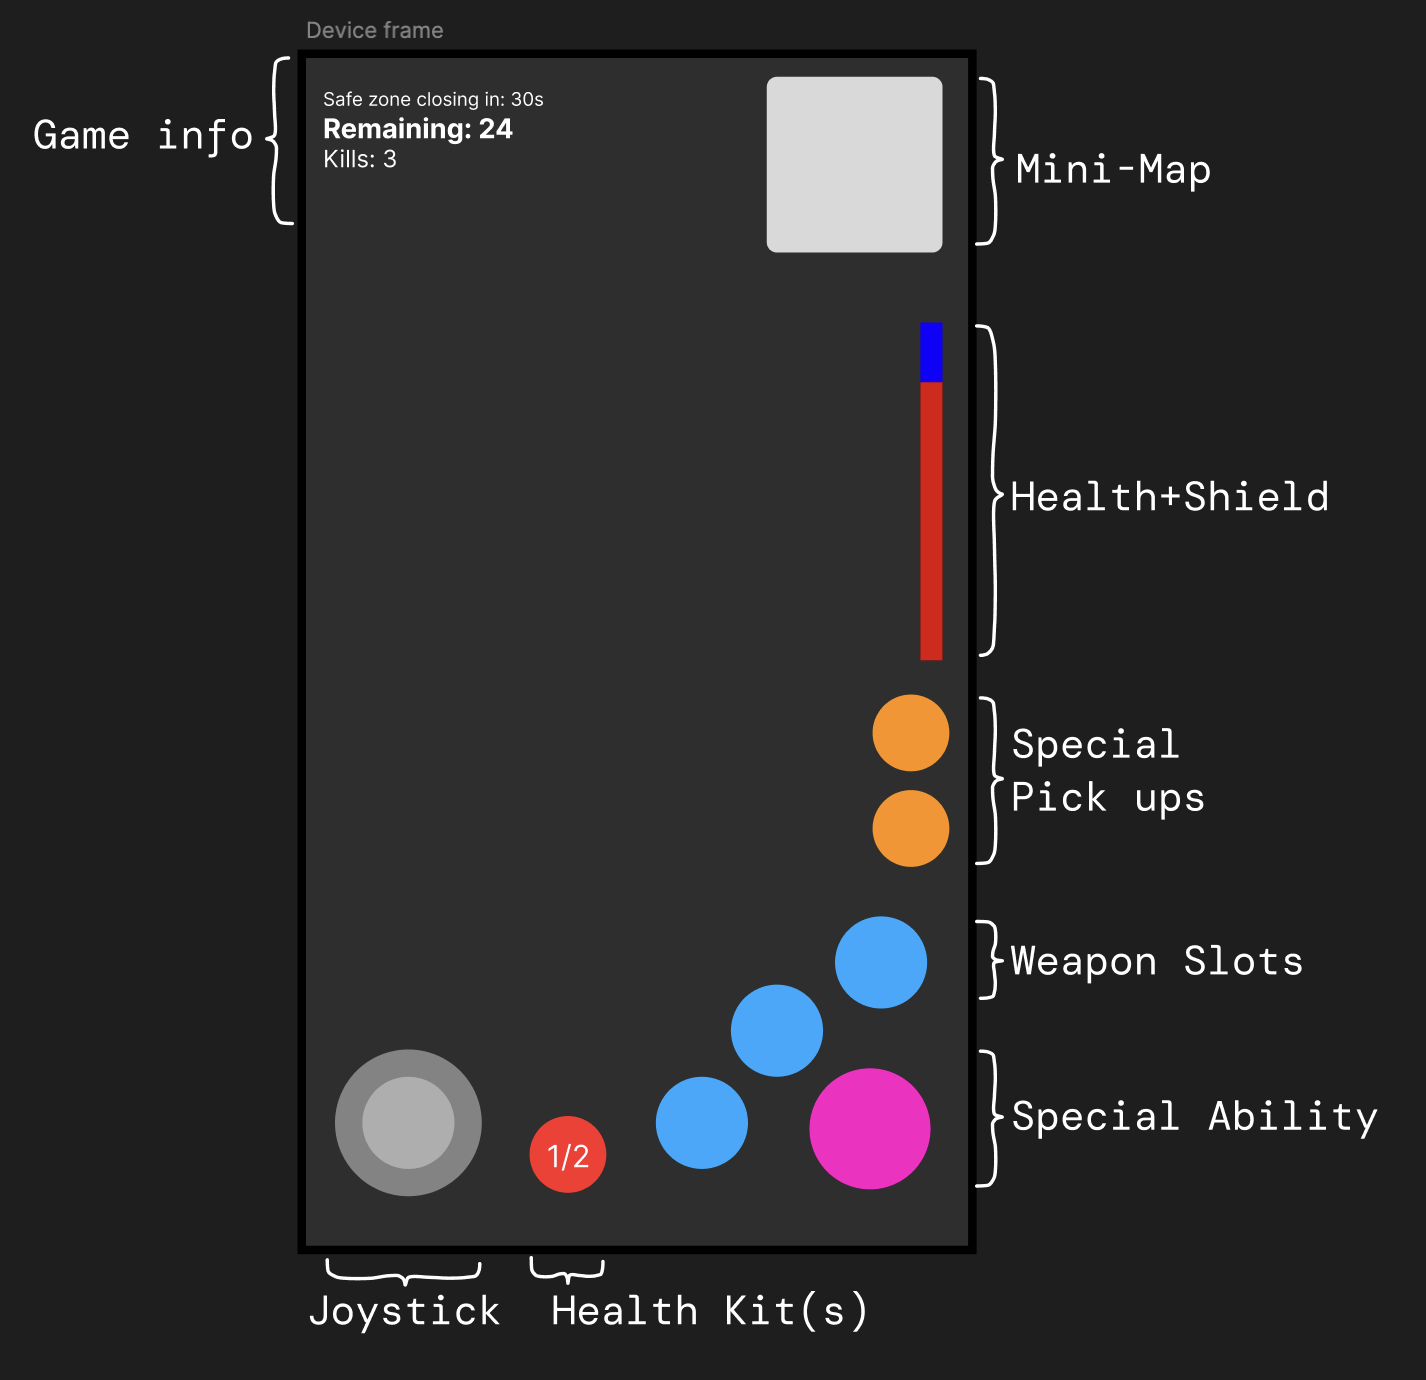 Device frame
Game info
Safe zone closing in: 30s
Remaining: 24
Kills: 3
Mini-Map
Health+Shield
Special
Pick ups
Weapon Slots
Special Ability
1/2
Joystick
Health Kit(s)